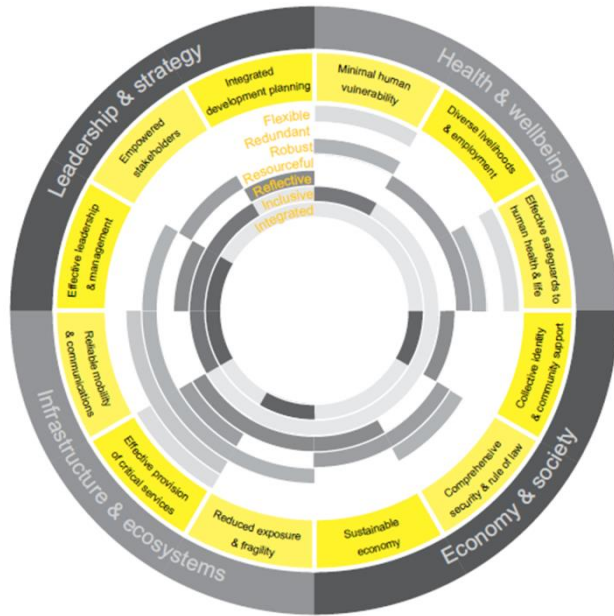 Leadership & strategy
Health & wellbeing
Economy & society
Infrastructure & ecosystems
Minimal human
vulnerability
Diverse livelihoods
& employment
Effective safeguards to
human health & life
Collective identity
& community support
Comprehensive
security & rule of law
Sustainable
economy
Reduced exposure
& fragility
Effective provision
of critical services
Reliable mobility
& communications
Effective leadership
& management
Empowered
stakeholders
Integrated
development planning
Flexible
Redundant
Robust
Resourceful
Reflective
Inclusive
Integrated